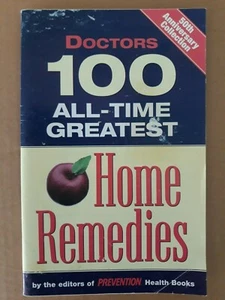 DOCTORS
50th
Anniversary
Collection
100
ALL-TIME
GREATEST
Home
Remedies
by the editors of PREVENTION Health Books